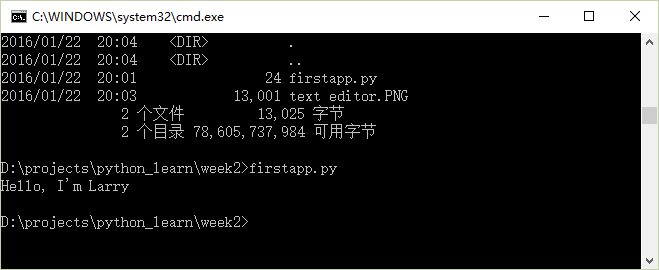 C:\WINDOWS\system32\cmd.exe
2016/01/22  20:04    <DIR>          .
2016/01/22  20:04    <DIR>          ..
2016/01/22  20:01                24 firstapp.py
2016/01/22  20:03            13,001 text editor.PNG
               2 个文件         13,025 字节
               2 个目录 78,605,737,984 可用字节
D:\projects\python_learn\week2>firstapp.py
Hello, I'm Larry
D:\projects\python_learn\week2>